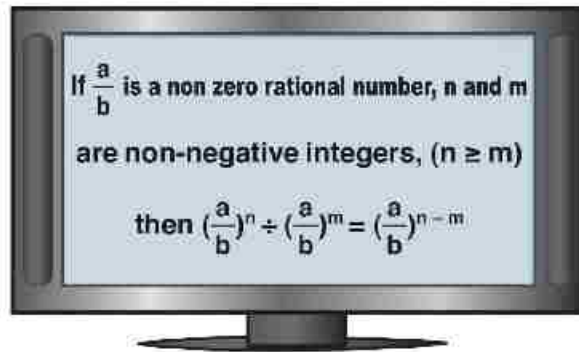 If a/b is a non zero rational number, n and m
are non-negative integers, (n ≥ m)
then (a/b)ⁿ ÷ (a/b)ᵐ = (a/b)ⁿ ⁻ ᵐ